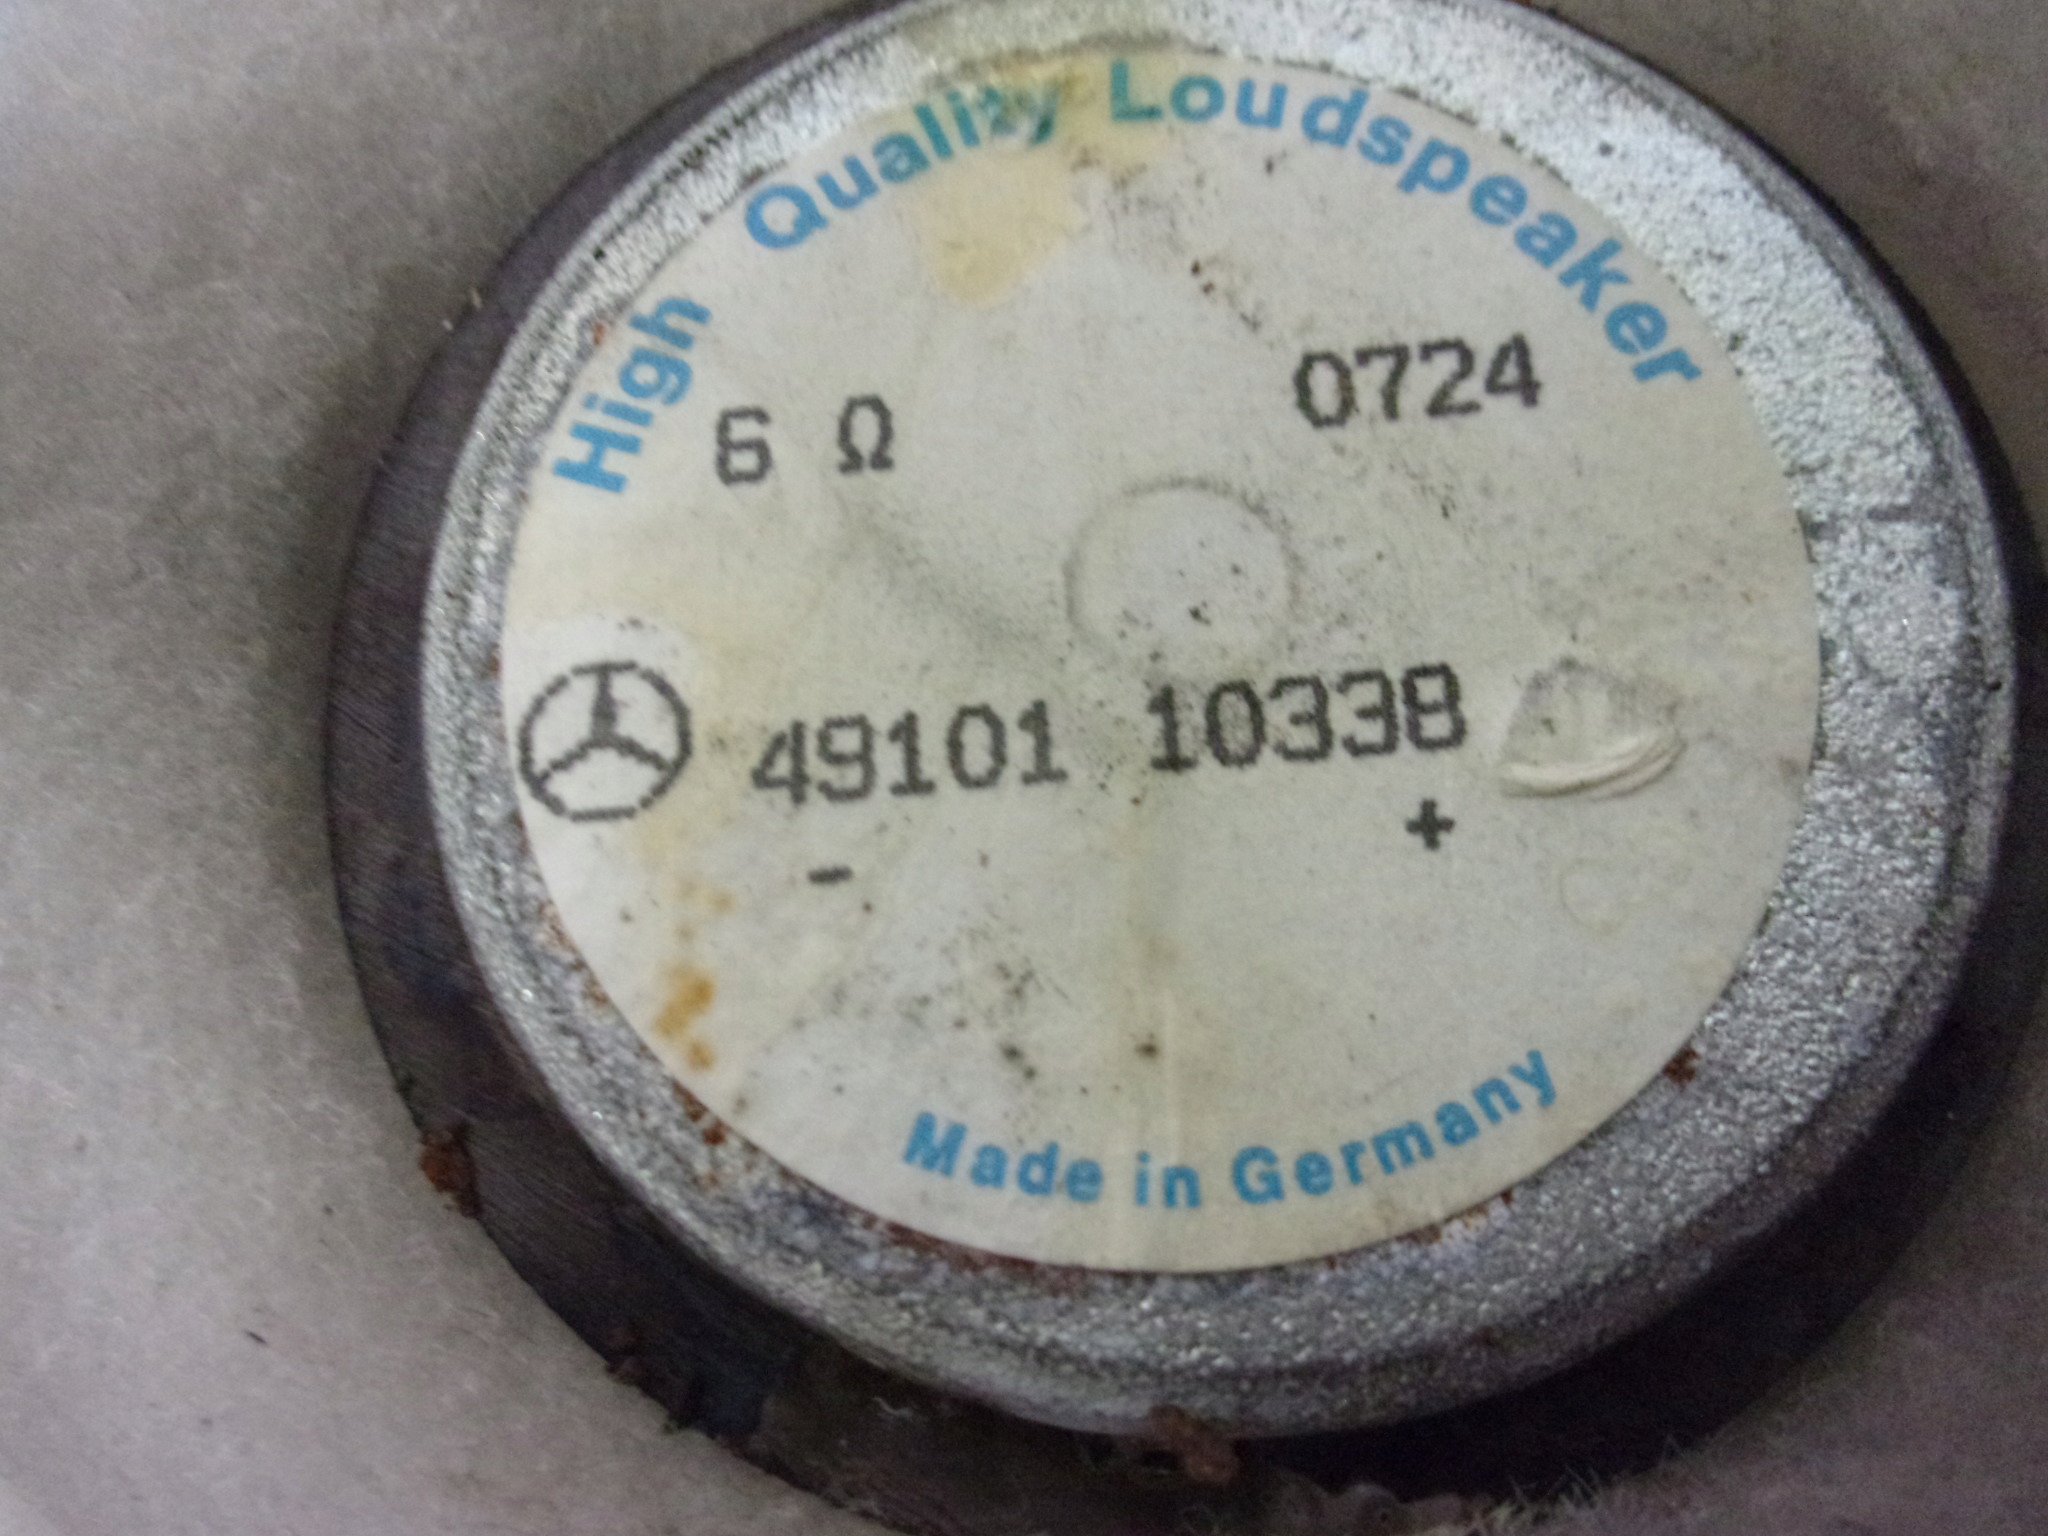 High Quality Loudspeaker
6 Ω 0724
49101 10338
- +
Made in Germany